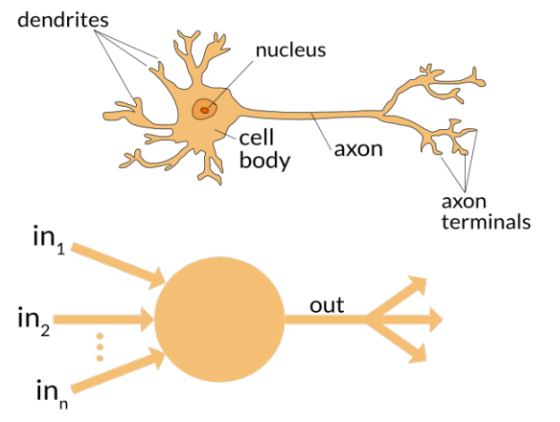 dendrites
nucleus
cell
body
axon
axon
terminals
in1
out
in2
inn